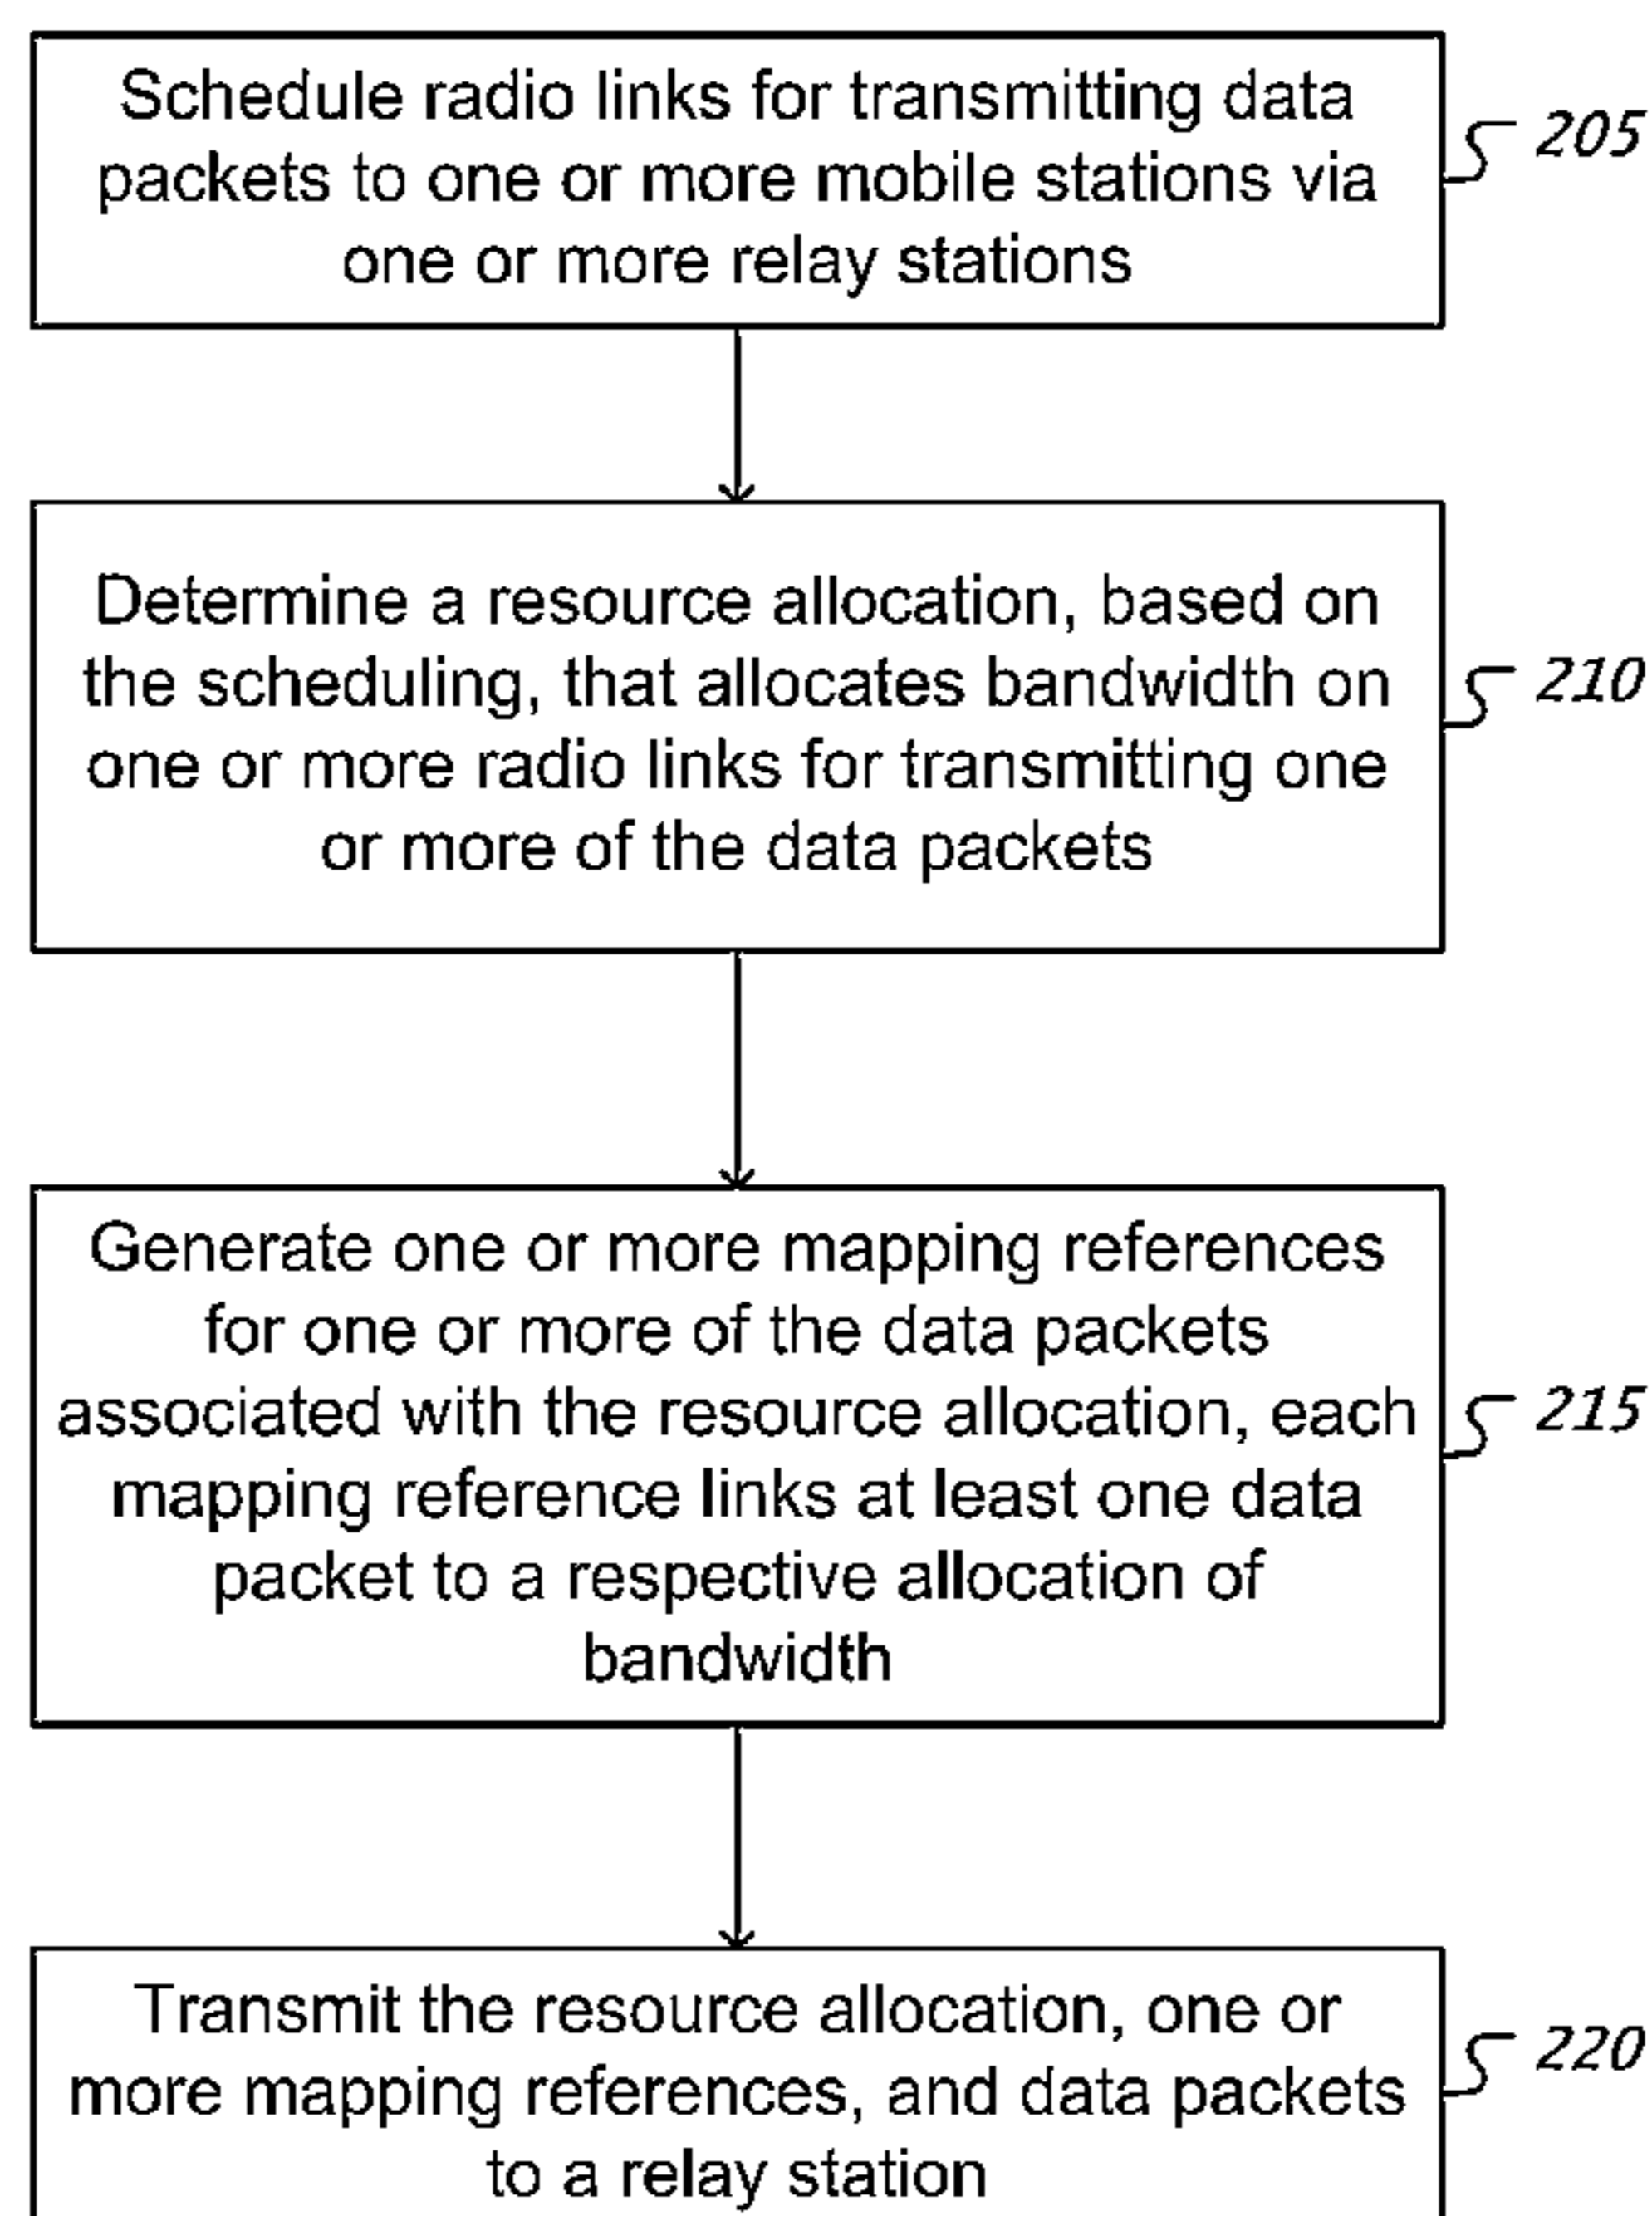 Schedule radio links for transmitting data
packets to one or more mobile stations via
one or more relay stations
205
Determine a resource allocation, based on
the scheduling, that allocates bandwidth on
one or more radio links for transmitting one
or more of the data packets
210
Generate one or more mapping references
for one or more of the data packets
associated with the resource allocation, each
mapping reference links at least one data
packet to a respective allocation of
bandwidth
215
Transmit the resource allocation, one or
more mapping references, and data packets
to a relay station
220